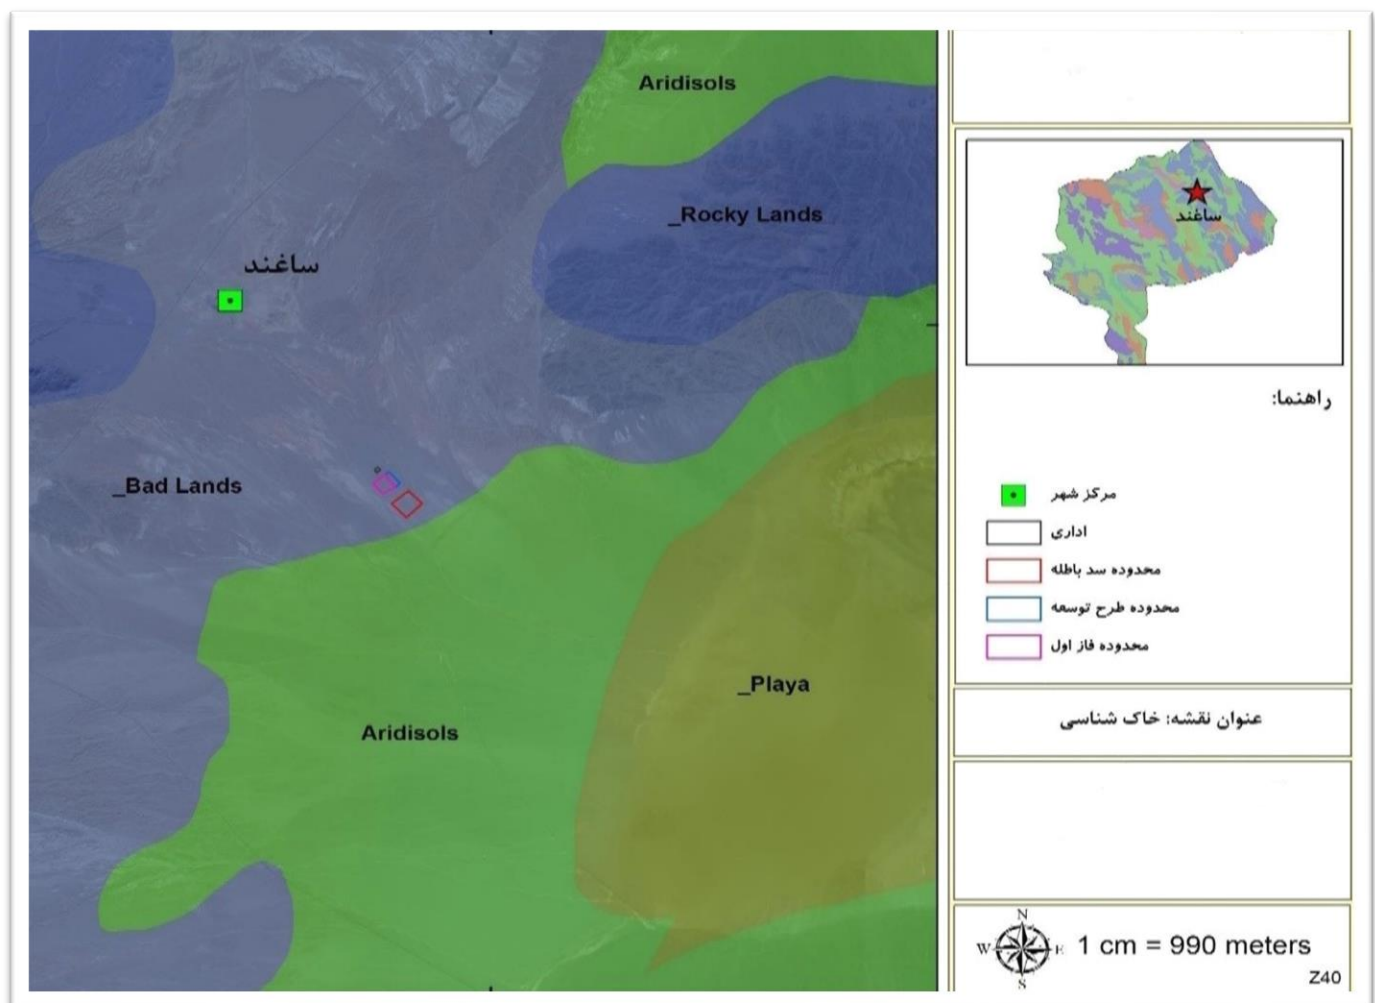 Aridisols
_Rocky Lands
ساغند
_Bad Lands
_Playa
Aridisols
ساغند
راهنما:
مرکز شهر
اداری
محدوده سد باطله
محدوده طرح توسعه
محدوده فاز اول
عنوان نقشه: خاک شناسی
N
W E
S
1 cm = 990 meters
Z40